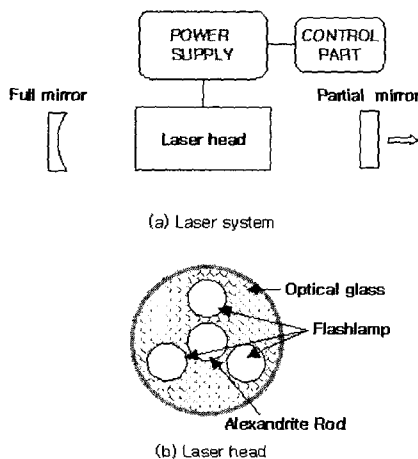 POWER
SUPPLY
CONTROL
PART
Full mirror
Partial mirror
Laser head
(a) Laser system
Optical glass
Flashlamp
Alexandrite Rod
(b) Laser head